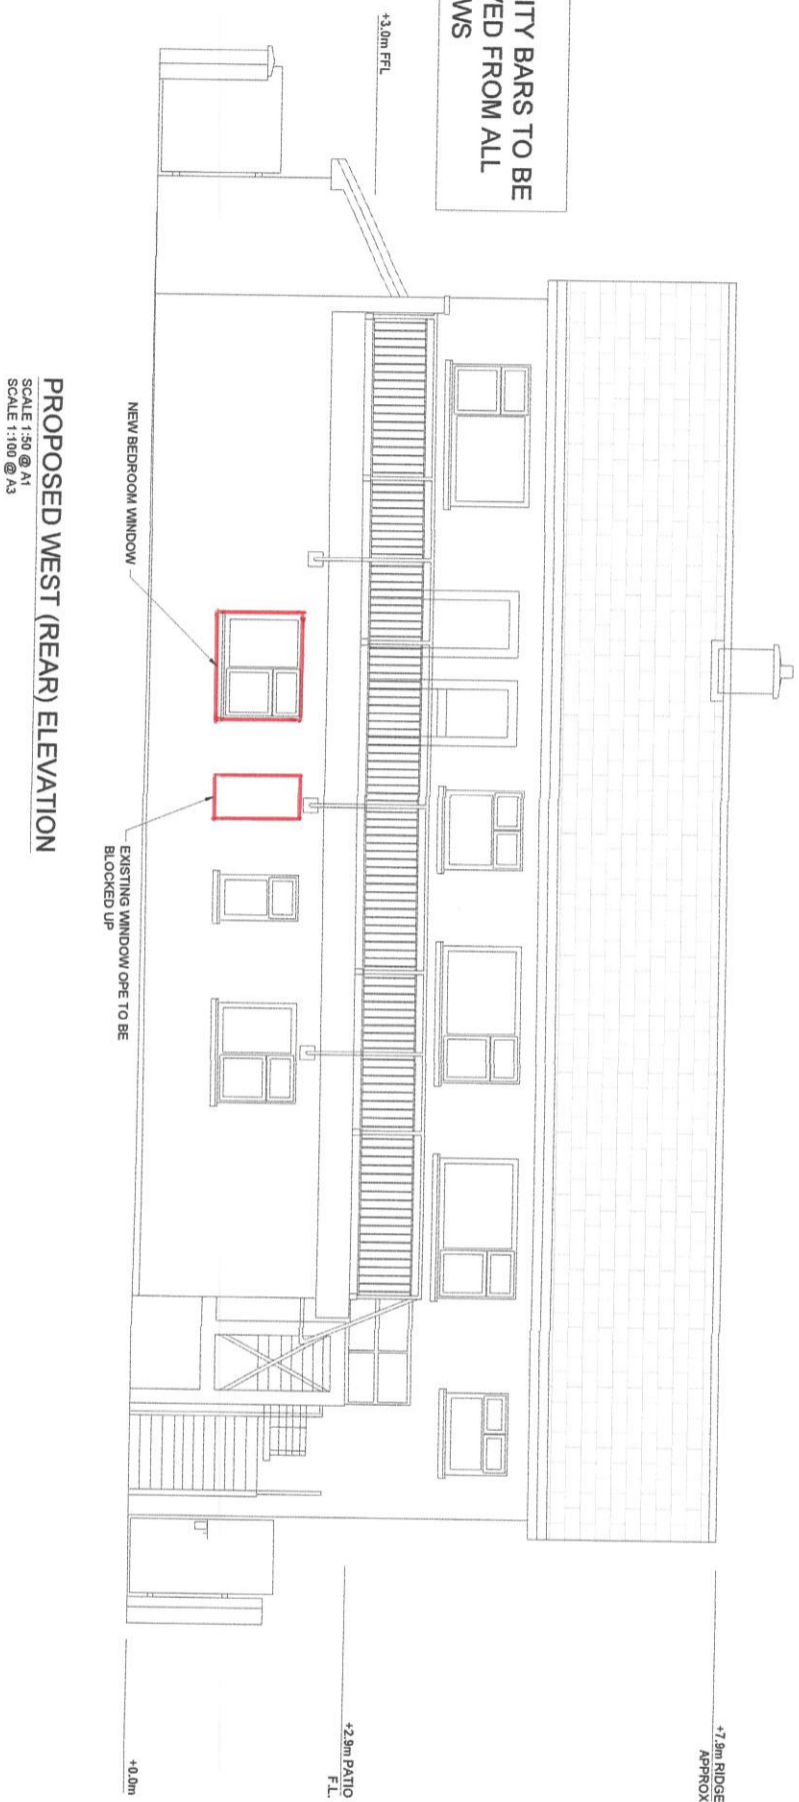 ITY BARS TO BE
ED FROM ALL
WS
+3.0m FFL
+7.9m RIDGE
APPROX
+2.9m PATIO
F.L.
+0.0m
NEW BEDROOM WINDOW
EXISTING WINDOW OPE TO BE
BLOCKED UP
PROPOSED WEST (REAR) ELEVATION
SCALE 1:50 @ A1
SCALE 1:100 @ A3